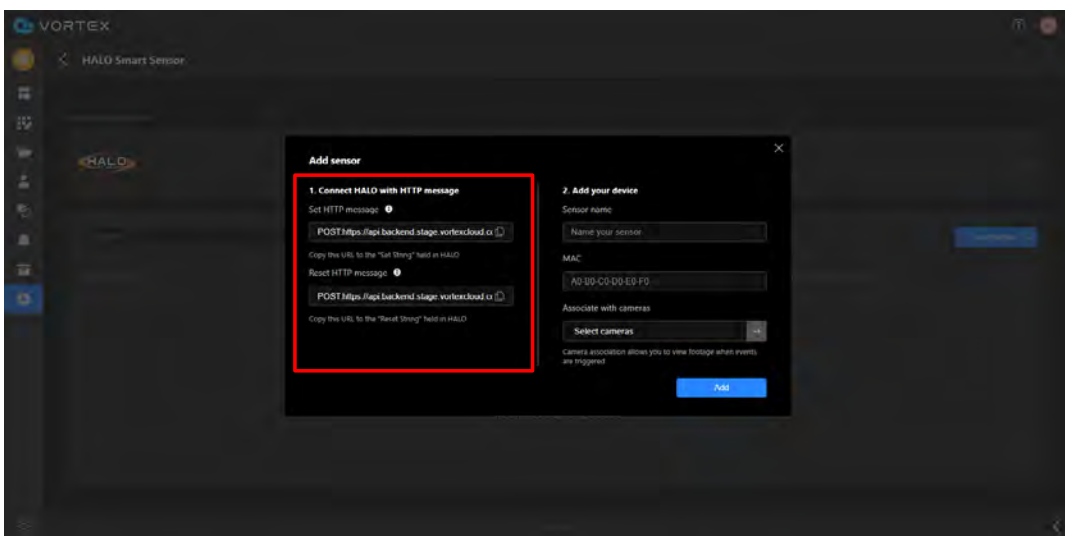 VORTEX
HALO Smart Sensor
HALO
Add sensor
1. Connect HALO with HTTP message
Set HTTP message
POST:https://api.backend.stage.vortexcloud.co
Copy this URL to the "Set String" field in HALO
Reset HTTP message
POST:https://api.backend.stage.vortexcloud.co
Copy this URL to the "Reset String" field in HALO
2. Add your device
Sensor name
Name your sensor
MAC
A0-B0-C0-D0-E0-F0
Associate with cameras
Select cameras
Camera association allows you to view footage when events
are triggered
Add